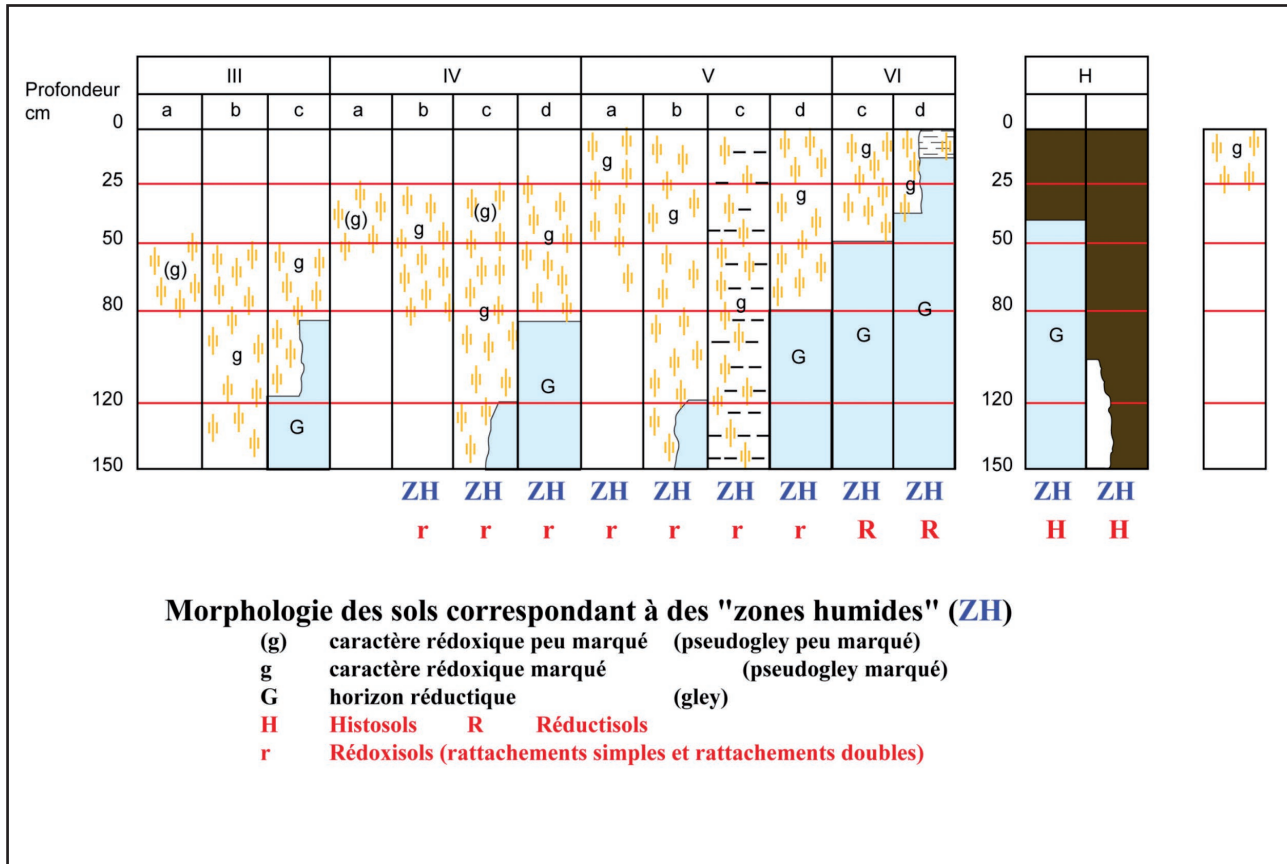 III IV V VI H
Profondeur
cm
a b c a b c d a b c d c d
0 0
g g g g
25 25
(g) g (g) g g g g
50 50
(g) g g
80 80
g g g G G G
G G
120 120
G
150 150
ZH ZH ZH ZH ZH ZH ZH ZH ZH ZH ZH
r r r r r r r R R H H
Morphologie des sols correspondant à des "zones humides" (ZH)
(g) caractère rédoxique peu marqué (pseudogley peu marqué)
g caractère rédoxique marqué (pseudogley marqué)
G horizon réductique (gley)
H Histosols R Réductisols
r Rédoxisols (rattachements simples et rattachements doubles)